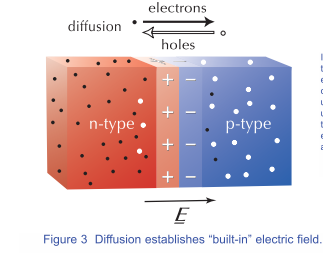 electrons
diffusion
holes
n-type
p-type
+ −
+ −
+ −
+ −
E
Figure 3 Diffusion establishes “built-in” electric field.